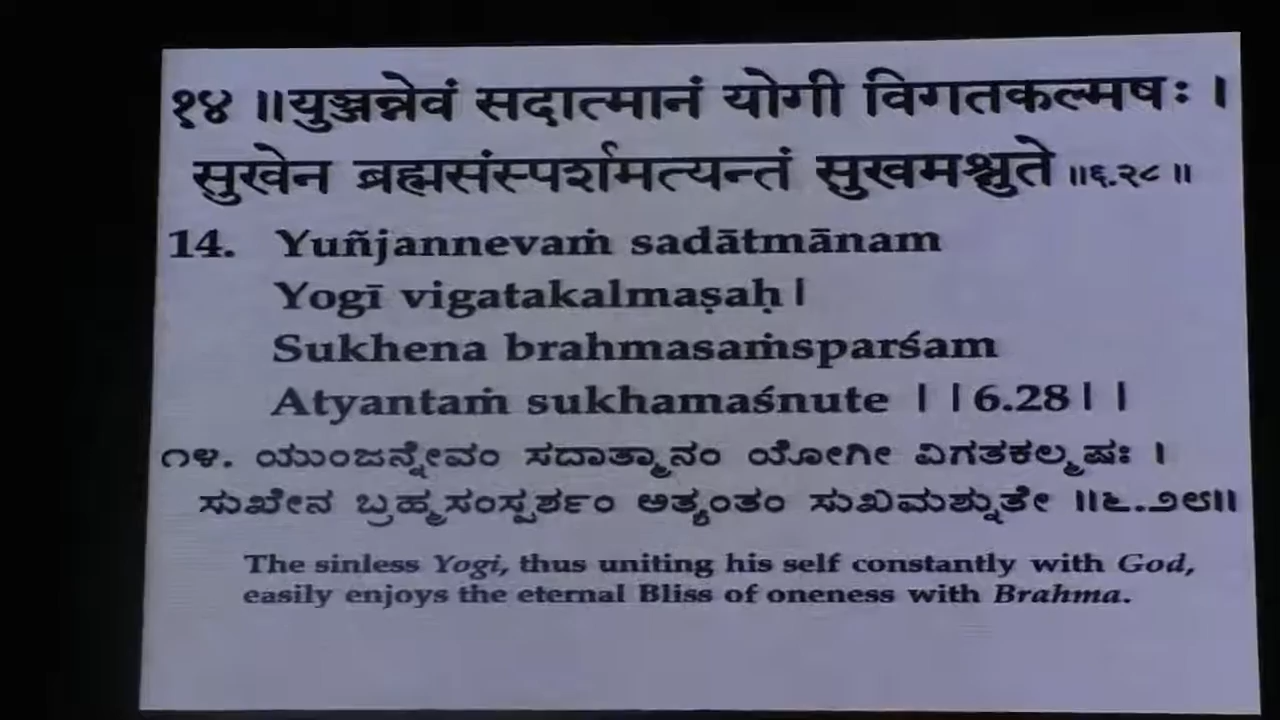 १४ ॥युञ्जन्नेवं सदात्मानं योगी विगतकल्मषः ।
सुखेन ब्रह्मसंस्पर्शमत्यन्तं सुखमश्नुते ॥६.२८॥
14. Yuñjannevaṁ sadātmānam
Yogī vigatakalmaṣaḥ |
Sukhena brahmasaṁsparśam
Atyantaṁ sukhamaśnute ||6.28||
೧೪. ಯುಂಜನ್ನೇವಂ ಸದಾತ್ಮಾನಂ ಯೋಗೀ ವಿಗತಕಲ್ಮಷಃ ।
ಸುಖೇನ ಬ್ರಹ್ಮಸಂಸ್ಪರ್ಶಂ ಅತ್ಯಂತಂ ಸುಖಮಶ್ನುತೇ ॥೬.೨೮॥
The sinless Yogi, thus uniting his self constantly with God,
easily enjoys the eternal Bliss of oneness with Brahma.